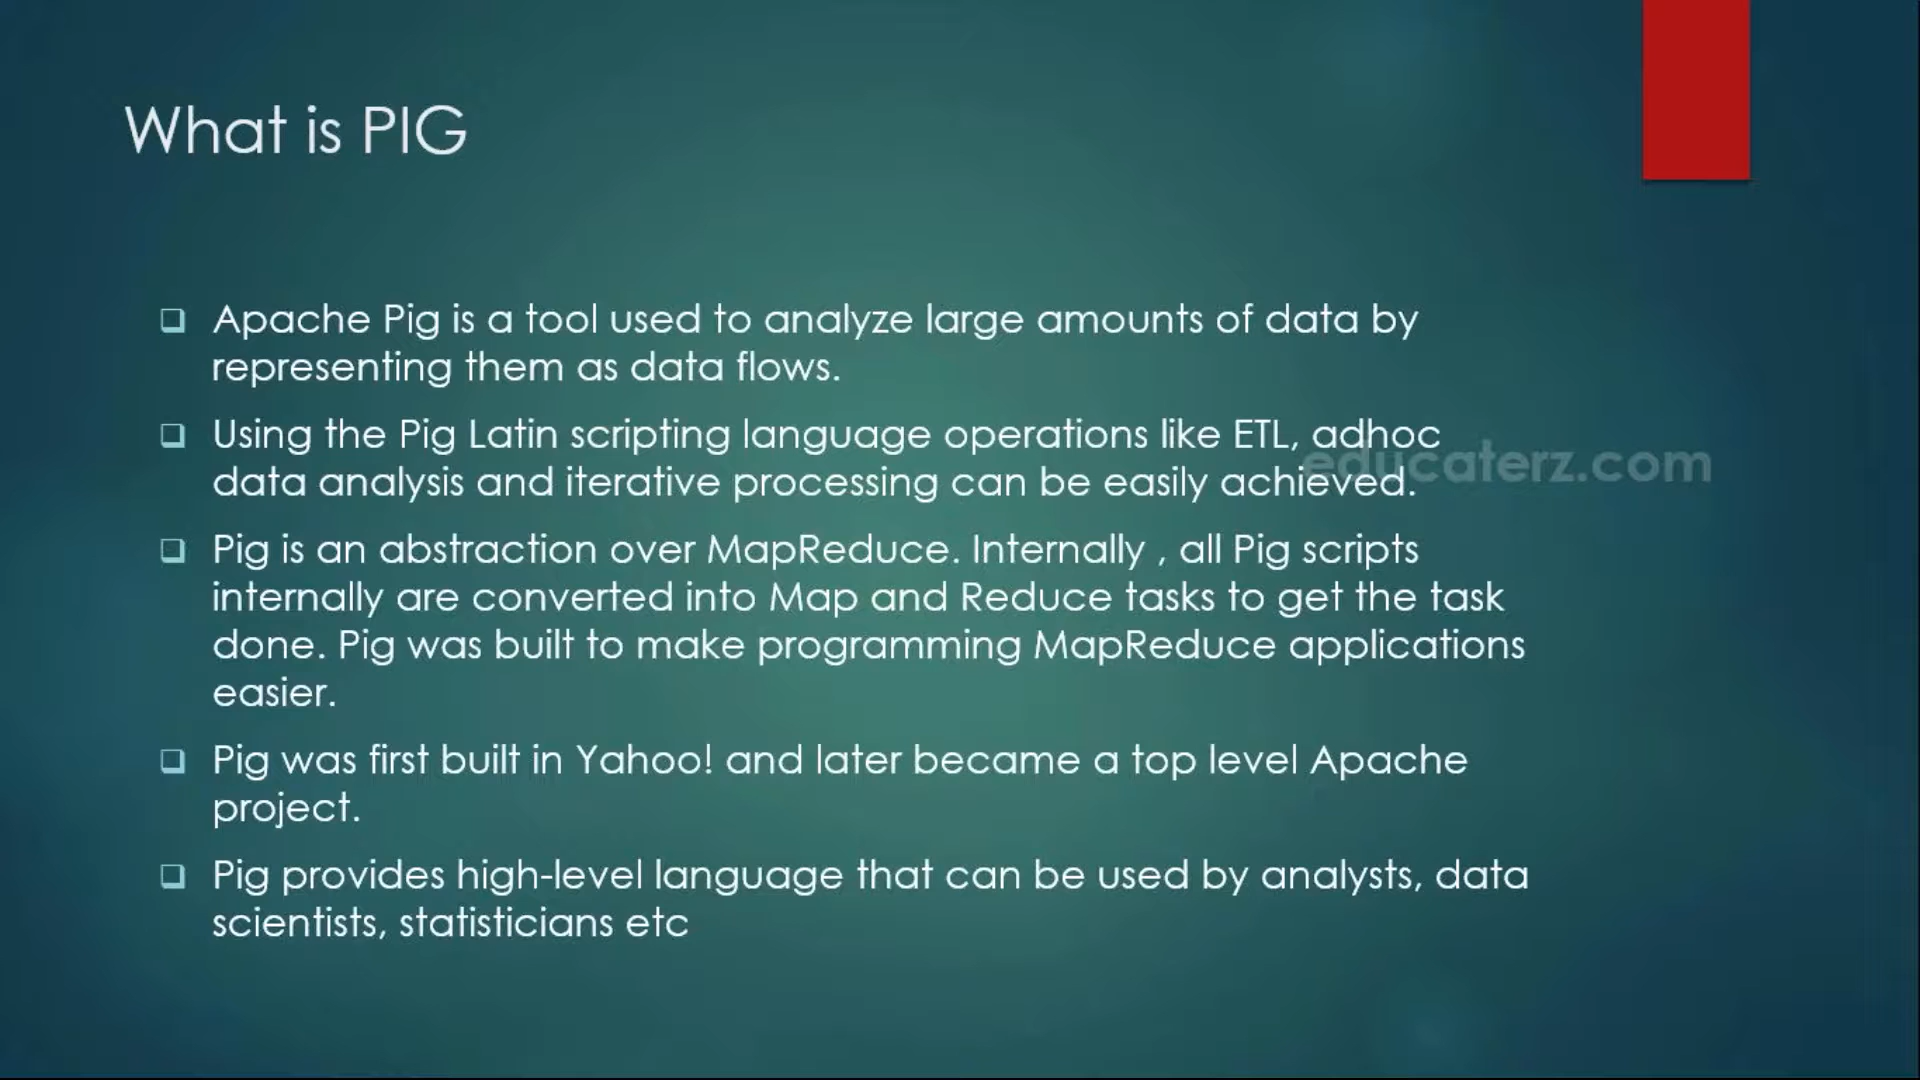 What is PIG
Apache Pig is a tool used to analyze large amounts of data by
representing them as data flows.
Using the Pig Latin scripting language operations like ETL, adhoc
educaterz.com
data analysis and iterative processing can be easily achieved.
Pig is an abstraction over MapReduce. Internally , all Pig scripts
internally are converted into Map and Reduce tasks to get the task
done. Pig was built to make programming MapReduce applications
easier.
Pig was first built in Yahoo! and later became a top level Apache
project.
Pig provides high-level language that can be used by analysts, data
scientists, statisticians etc